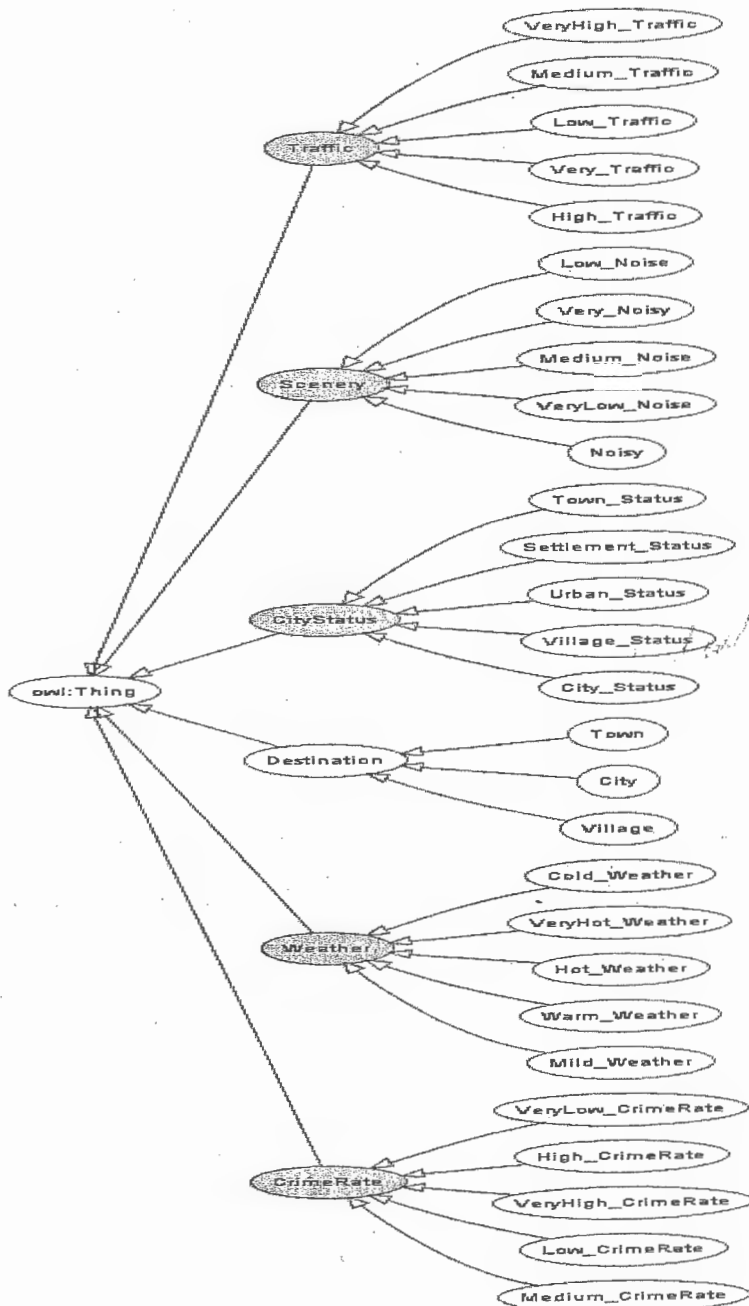 VeryHigh_Traffic
Medium_Traffic
Low_Traffic
Traffic
Very_Traffic
High_Traffic
Low_Noise
Very_Noisy
Medium_Noise
Scenery
VeryLow_Noise
Noisy
Town_Status
Settlement_Status
Urban_Status
CityStatus
Village_Status
City_Status
owl:Thing
Town
Destination
City
Village
Cold_Weather
VeryHot_Weather
Weather
Hot_Weather
Warm_Weather
Mild_Weather
VeryLow_CrimeRate
High_CrimeRate
CrimeRate
VeryHigh_CrimeRate
Low_CrimeRate
Medium_CrimeRate